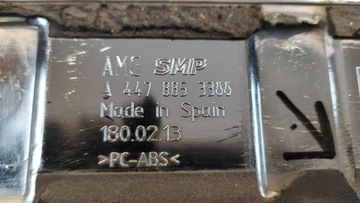 AMC SMP
A 447 885 3388
Made in Spain
180.02.13
>PC-ABS<